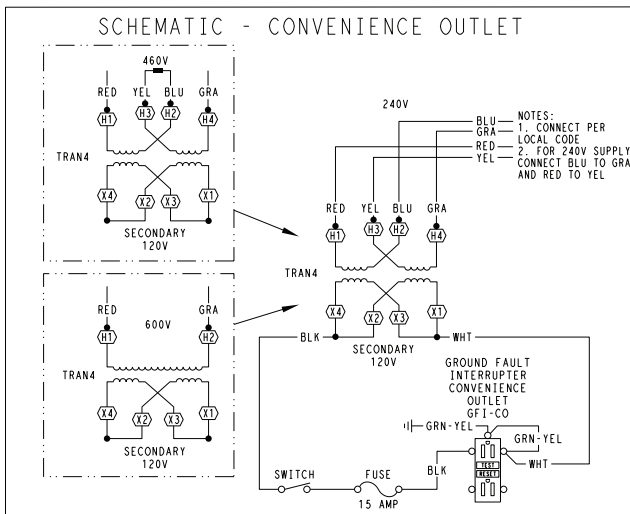 SCHEMATIC - CONVENIENCE OUTLET
460V
RED YEL BLU GRA
H1 H3 H2 H4
TRAN4
X4 X2 X3 X1
SECONDARY
120V
RED GRA
600V
H1 H2
TRAN4
X4 X2 X3 X1
SECONDARY
120V
240V
BLU
GRA
RED
YEL
NOTES:
1. CONNECT PER
LOCAL CODE
2. FOR 240V SUPPLY
CONNECT BLU TO GRA
AND RED TO YEL
RED YEL BLU GRA
H1 H3 H2 H4
TRAN4
X4 X2 X3 X1
BLK
WHT
SECONDARY
120V
GROUND FAULT
INTERRUPTER
CONVENIENCE
OUTLET
GFI-CO
GRN-YEL
GRN-YEL
WHT
BLK
TEST
RESET
SWITCH
FUSE
15 AMP